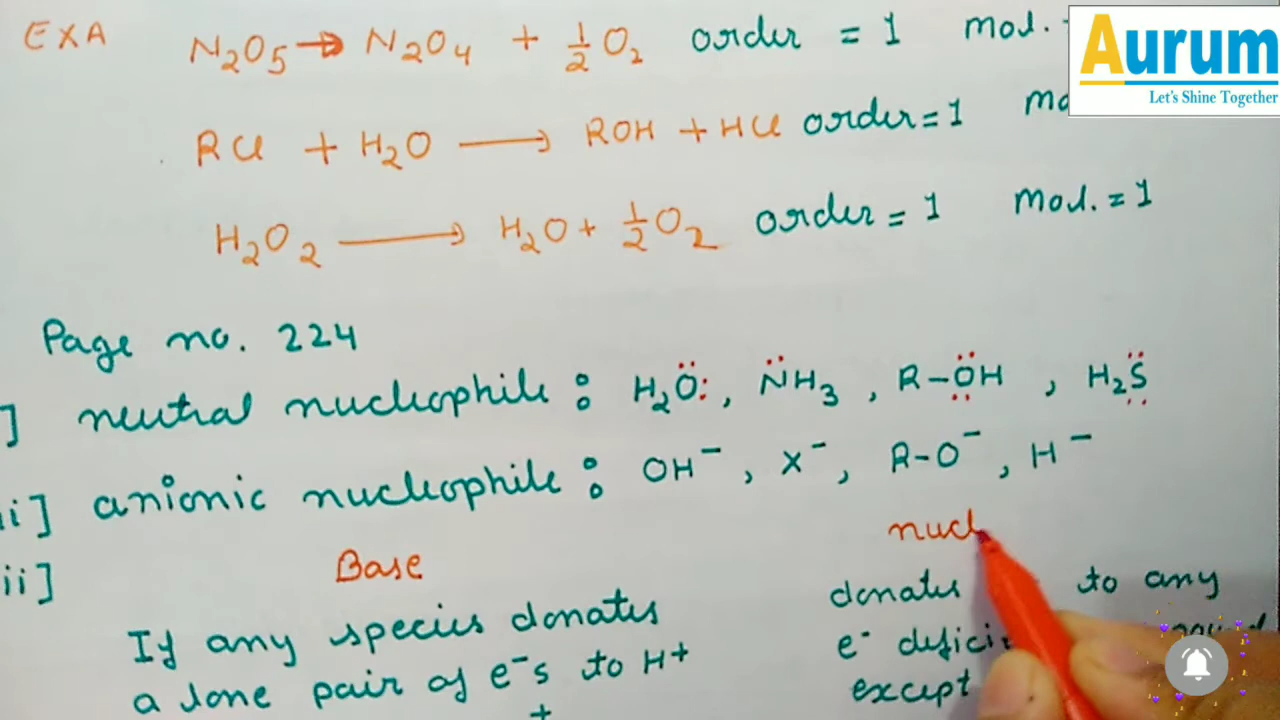 EXA N₂O₅ → N₂O₄ + ½ O₂ order = 1 mol.
RCl + H₂O ⟶ ROH + HCl order = 1
H₂O₂ ⟶ H₂O + ½ O₂ order = 1 mol. = 1
Aurum
Let's Shine Together
Page no. 224
] neutral nucleophile : H₂O, NH₃, R-OH, H₂S
ii] anionic nucleophile : OH⁻, X⁻, R-O⁻, H⁻
ii] Base nucl
If any species donates
a lone pair of e⁻s to H+
+
donates to any
e⁻ defici
except